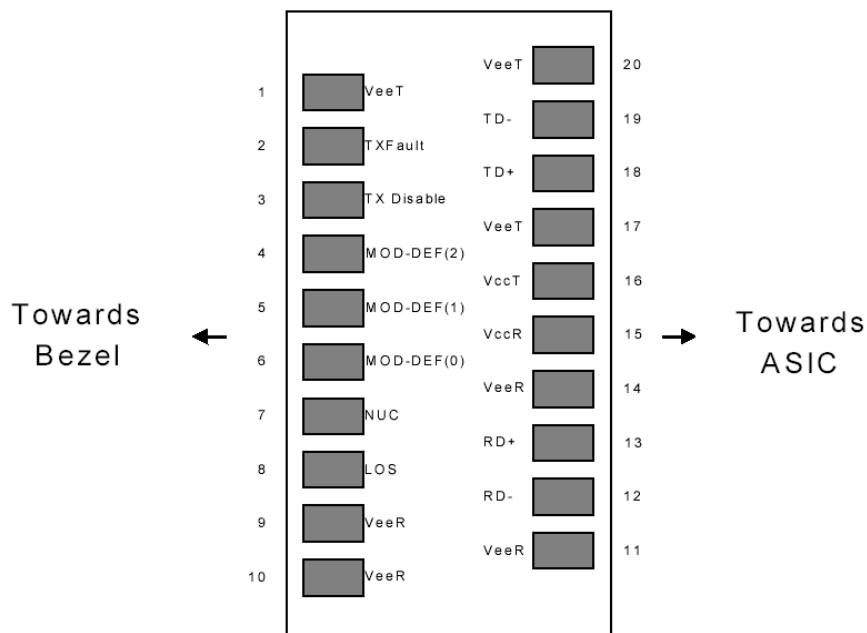 VeeT 20
1 VeeT
TD- 19
2 TXFault
TD+ 18
3 TX Disable
VeeT 17
4 MOD-DEF(2)
VccT 16
5 MOD-DEF(1)
Towards
Bezel
VccR 15
Towards
ASIC
6 MOD-DEF(0)
VeeR 14
7 NUC
RD+ 13
8 LOS
RD- 12
9 VeeR
VeeR 11
10 VeeR